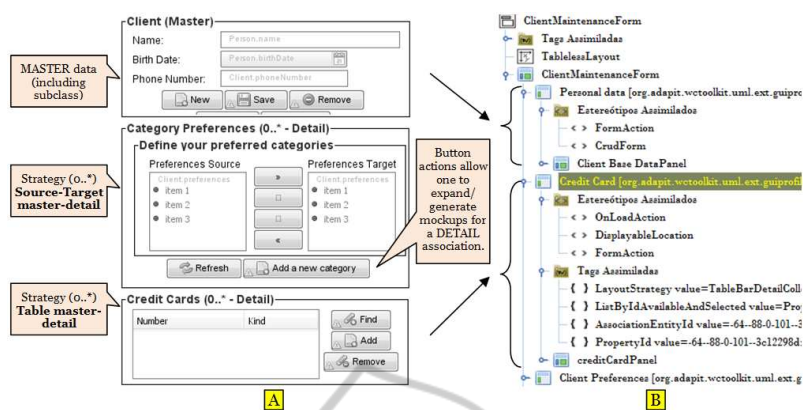 Client (Master)
Name:
Person.name
Birth Date:
Person.birthDate
Phone Number:
Client.phoneNumber
New
Save
Remove
MASTER data
(including
subclass)
Category Preferences (0..* - Detail)
Define your preferred categories
Preferences Source
Preferences Target
Client.preferences
item 1
item 2
item 3
»
«
Client.preferences
item 1
item 2
item 3
Refresh
Add a new category
Strategy (0..*)
Source-Target
master-detail
Button
actions allow
one to
expand/
generate
mockups for
a DETAIL
association.
Credit Cards (0..* - Detail)
Number
Kind
Find
Add
Remove
Strategy (0..*)
Table master-
detail
A
ClientMaintenanceForm
Tags Assimiladas
TablelessLayout
ClientMaintenanceForm
Personal data [org.adapit.wctoolkit.uml.ext.guiprof
Estereótipos Assimilados
< > FormAction
< > CrudForm
Client Base DataPanel
Credit Card [org.adapit.wctoolkit.uml.ext.guiprofil
Estereótipos Assimilados
< > OnLoadAction
< > DisplayableLocation
< > FormAction
Tags Assimiladas
{ } LayoutStrategy value=TableBarDetailColl
{ } ListByIdAvailableAndSelected value=Prop
{ } AssociationEntityId value=-64--88-0-101--3
{ } PropertyId value=-64--88-0-101--3c12298d:
creditCardPanel
Client Preferences [org.adapit.wctoolkit.uml.ext.g
B